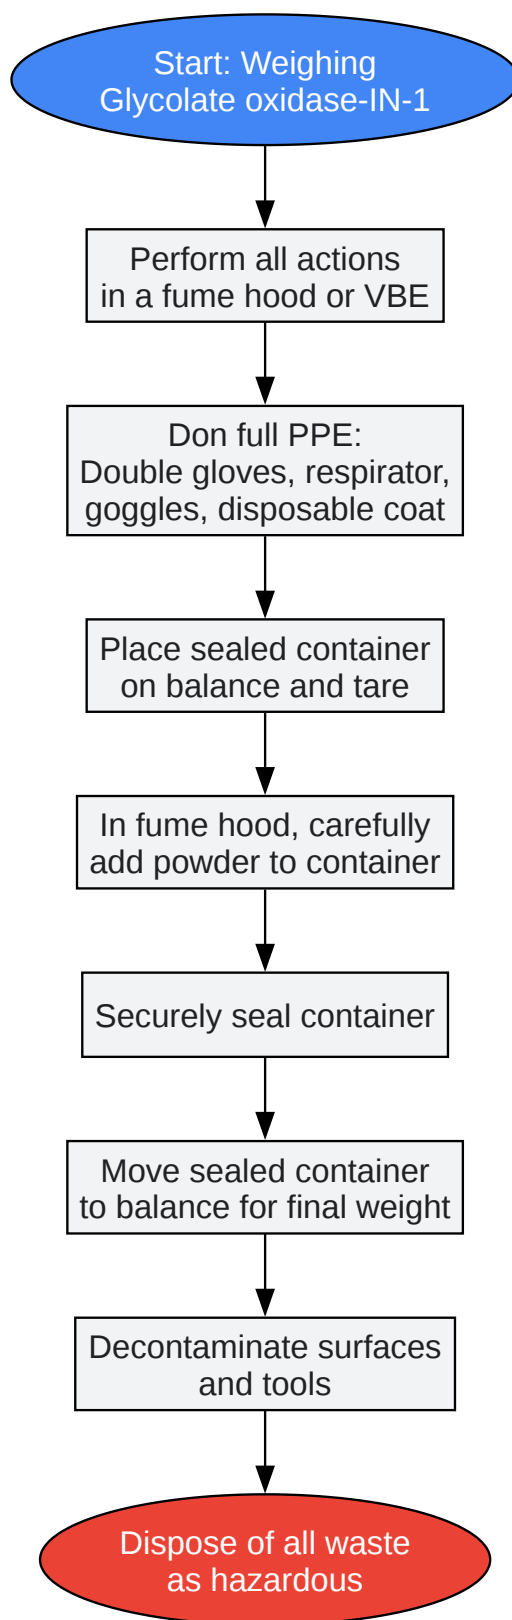 Start: Weighing
Glycolate oxidase-IN-1
Perform all actions
in a fume hood or VBE
Don full PPE:
Double gloves, respirator,
goggles, disposable coat
Place sealed container
on balance and tare
In fume hood, carefully
add powder to container
Securely seal container
Move sealed container
to balance for final weight
Decontaminate surfaces
and tools
Dispose of all waste
as hazardous